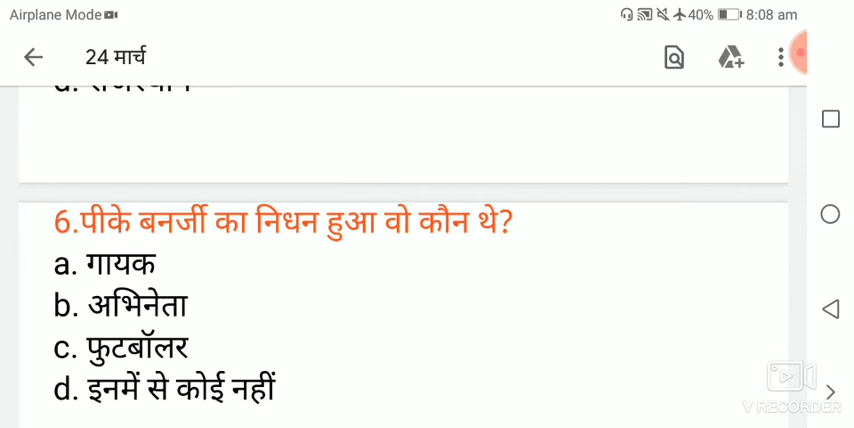 Airplane Mode 40% 8:08 am
24 मार्च
6.पीके बनर्जी का निधन हुआ वो कौन थे?
a. गायक
b. अभिनेता
c. फुटबॉलर
d. इनमें से कोई नहीं
V RECORDER